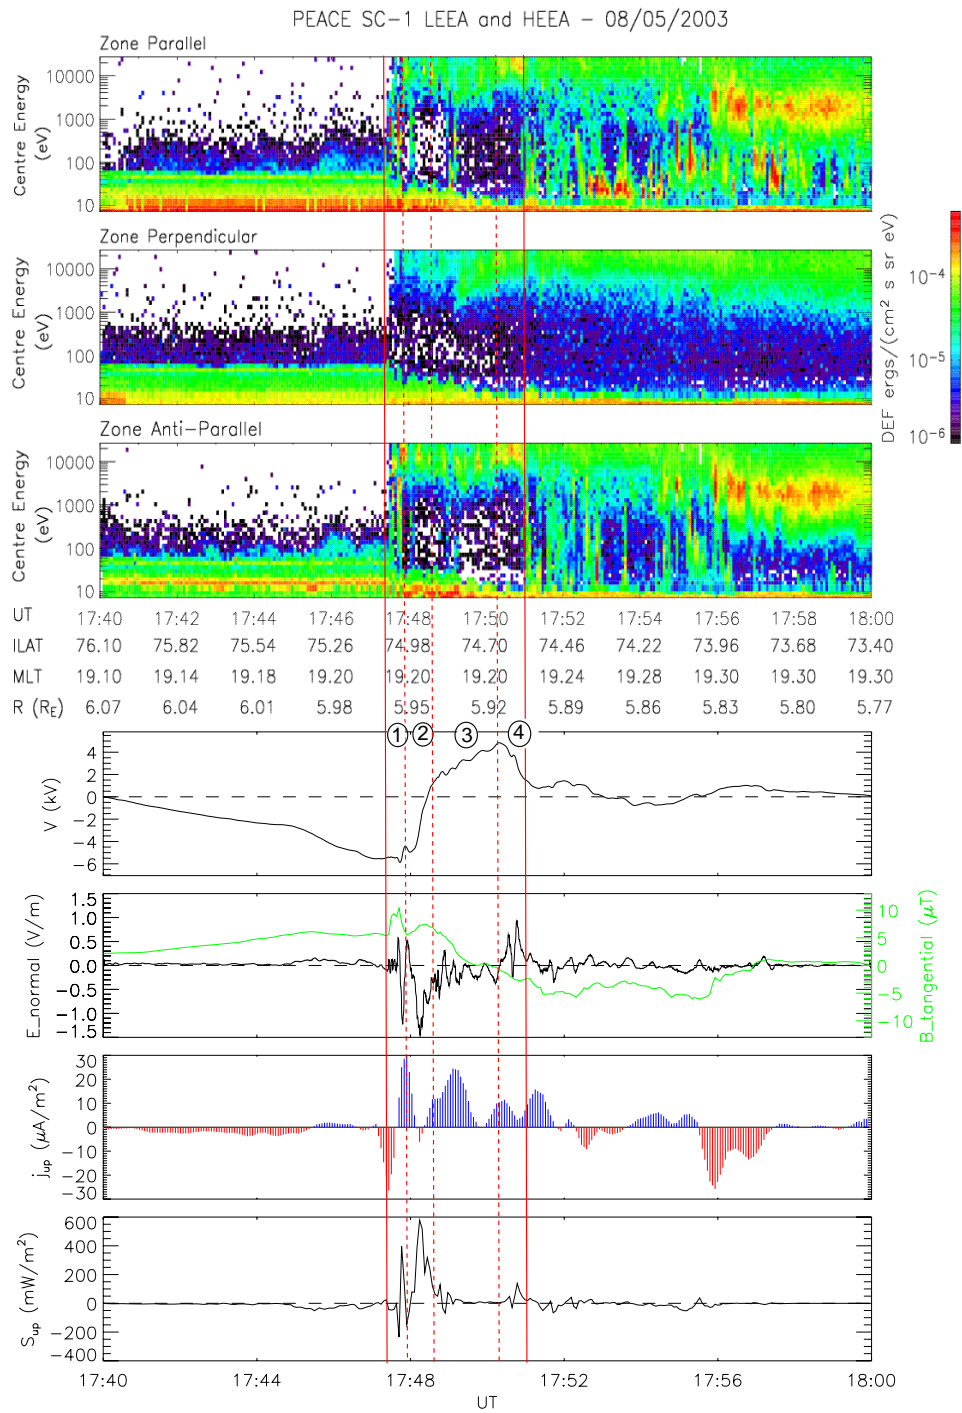 PEACE SC-1 LEEA and HEEA - 08/05/2003
Zone Parallel
Centre Energy
(eV)
10000
1000
100
10
Zone Perpendicular
Centre Energy
(eV)
10000
1000
100
10
Zone Anti-Parallel
Centre Energy
(eV)
10000
1000
100
10
DEF ergs/(cm² s sr eV)
10⁻⁴
10⁻⁵
10⁻⁶
UT 17:40 17:42 17:44 17:46 17:48 17:50 17:52 17:54 17:56 17:58 18:00
ILAT 76.10 75.82 75.54 75.26 74.98 74.70 74.46 74.22 73.96 73.68 73.40
MLT 19.10 19.14 19.18 19.20 19.20 19.20 19.24 19.28 19.30 19.30 19.30
R (R_E) 6.07 6.04 6.01 5.98 5.95 5.92 5.89 5.86 5.83 5.80 5.77
1 2 3 4
V (kV)
4
2
0
-2
-4
-6
E_normal (V/m)
1.5
1.0
0.5
0.0
-0.5
-1.0
-1.5
B_tangential (μT)
10
5
0
-5
-10
j_up (μA/m²)
30
20
10
0
-10
-20
-30
S_up (mW/m²)
600
400
200
0
-200
-400
17:40 17:44 17:48 17:52 17:56 18:00
UT